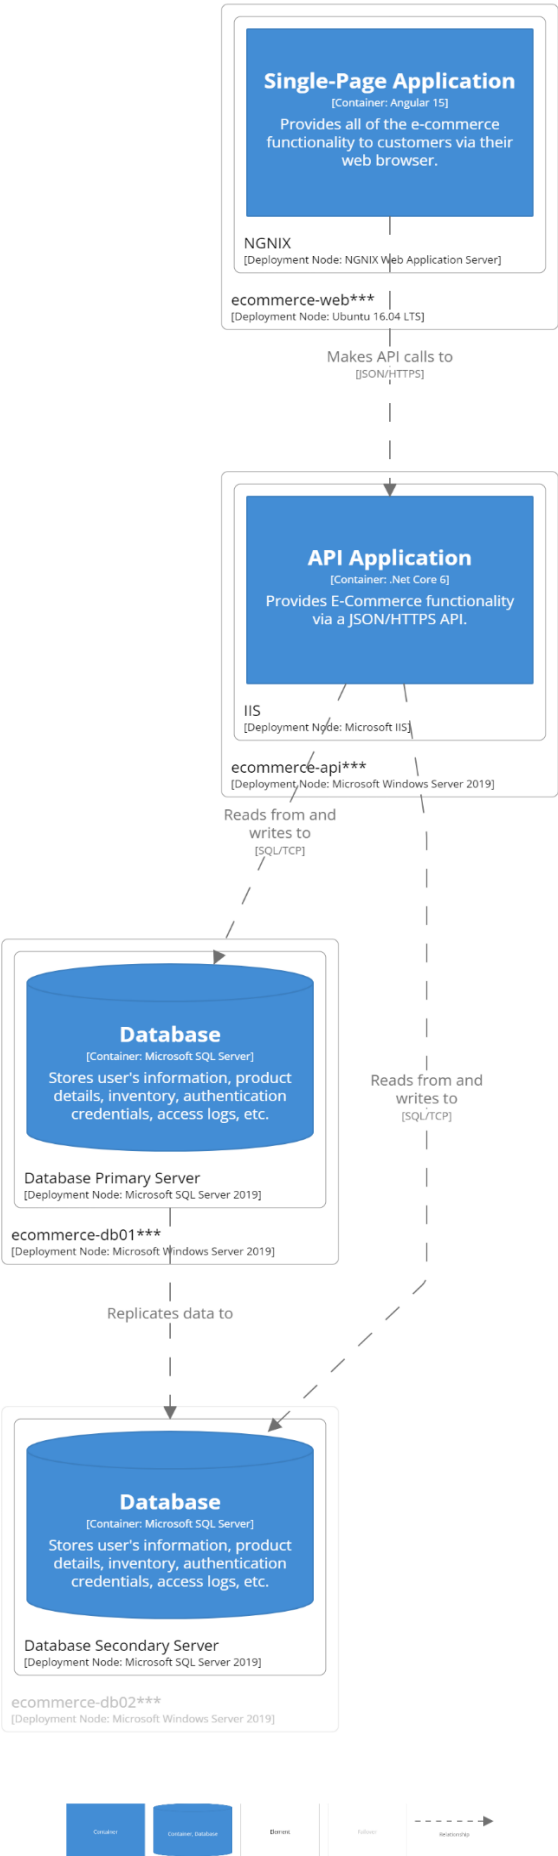 Single-Page Application
[Container: Angular 15]
Provides all of the e-commerce
functionality to customers via their
web browser.
NGNIX
[Deployment Node: NGNIX Web Application Server]
ecommerce-web***
[Deployment Node: Ubuntu 16.04 LTS]
Makes API calls to
[JSON/HTTPS]
API Application
[Container: .Net Core 6]
Provides E-Commerce functionality
via a JSON/HTTPS API.
IIS
[Deployment Node: Microsoft IIS]
ecommerce-api***
[Deployment Node: Microsoft Windows Server 2019]
Reads from and
writes to
[SQL/TCP]
Database
[Container: Microsoft SQL Server]
Stores user's information, product
details, inventory, authentication
credentials, access logs, etc.
Database Primary Server
[Deployment Node: Microsoft SQL Server 2019]
ecommerce-db01***
[Deployment Node: Microsoft Windows Server 2019]
Reads from and
writes to
[SQL/TCP]
Replicates data to
Database
[Container: Microsoft SQL Server]
Stores user's information, product
details, inventory, authentication
credentials, access logs, etc.
Database Secondary Server
[Deployment Node: Microsoft SQL Server 2019]
ecommerce-db02***
[Deployment Node: Microsoft Windows Server 2019]
Container
Container, Database
Element
Failover
Relationship